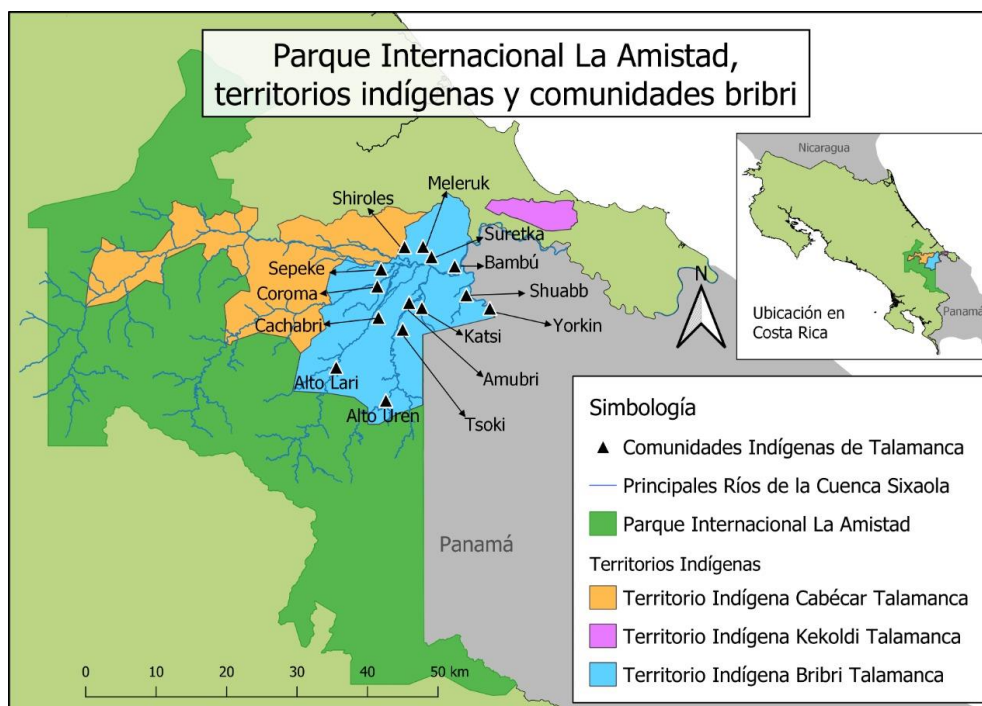 Parque Internacional La Amistad,
territorios indígenas y comunidades bribri
Nicaragua
Panamá
Ubicación en
Costa Rica
Shiroles
Meleruk
Suretka
Sepeke
Bambú
Coroma
Shuabb
Cachabri
Katsi
Yorkin
Amubri
Alto Lari
Alto Uren
Tsoki
N
Panamá
0 10 20 30 40 50 km
Simbología
Comunidades Indígenas de Talamanca
Principales Ríos de la Cuenca Sixaola
Parque Internacional La Amistad
Territorios Indígenas
Territorio Indígena Cabécar Talamanca
Territorio Indígena Kekoldi Talamanca
Territorio Indígena Bribri Talamanca